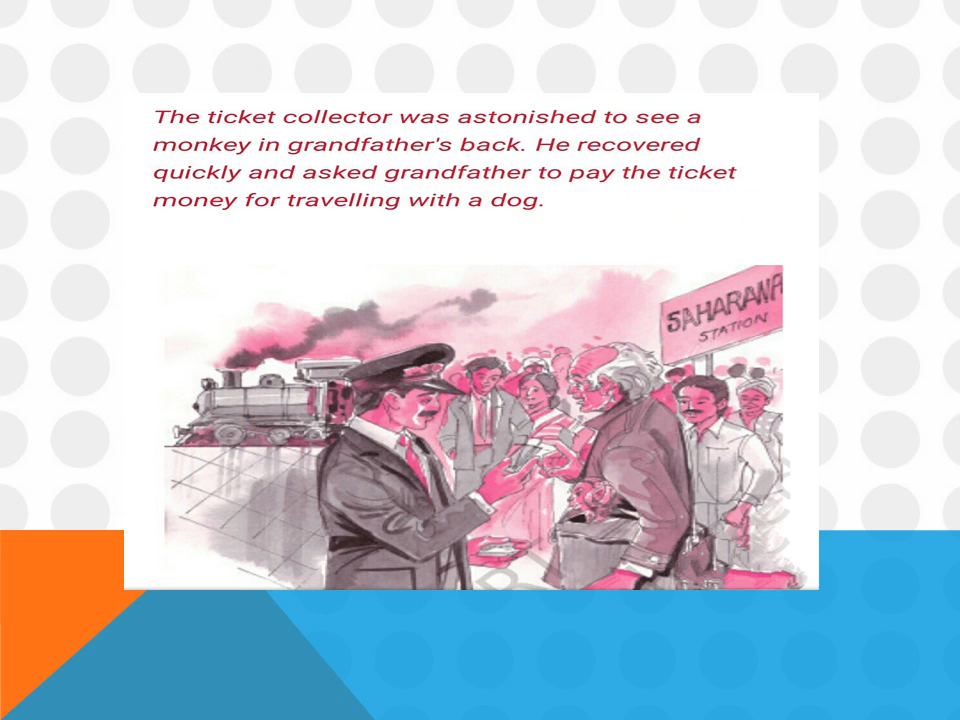 The ticket collector was astonished to see a
monkey in grandfather's back. He recovered
quickly and asked grandfather to pay the ticket
money for travelling with a dog.
SAHARANP
STATION